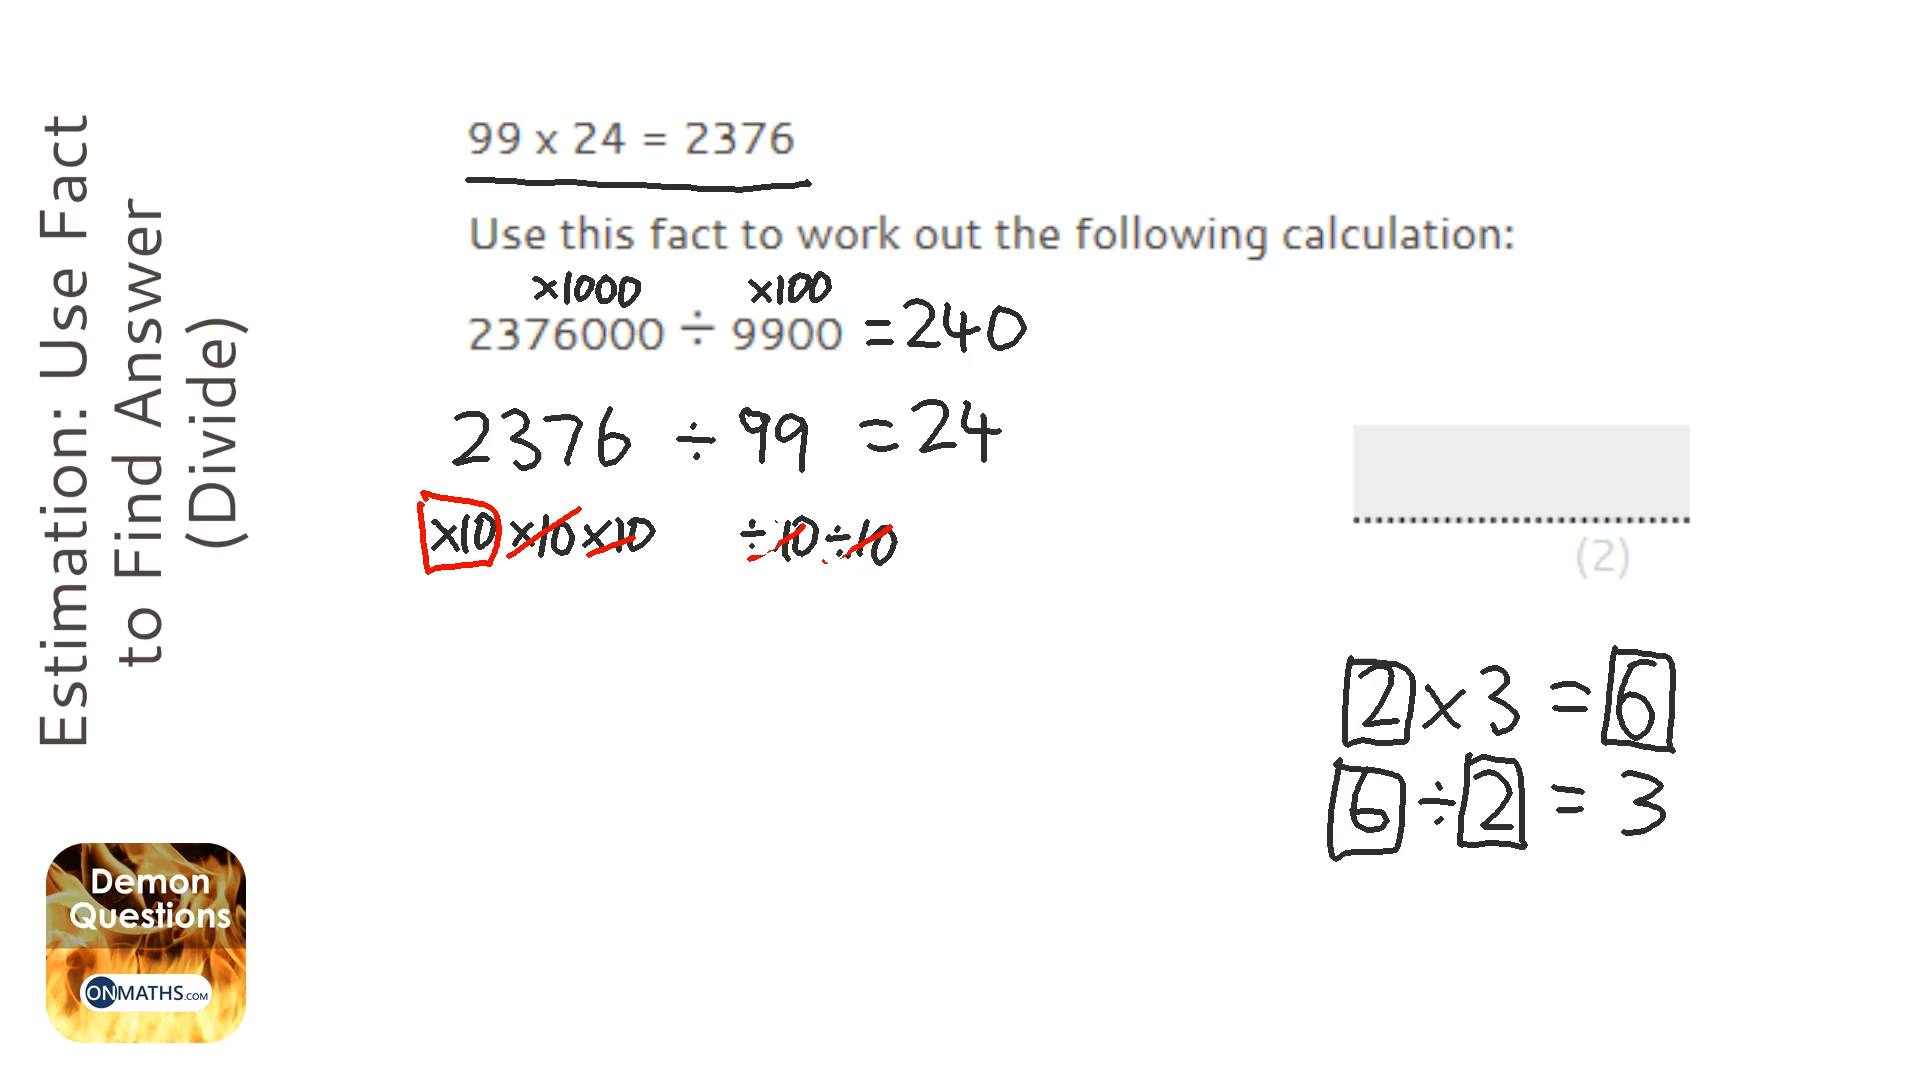 Estimation: Use Fact
to Find Answer
(Divide)
99 x 24 = 2376
Use this fact to work out the following calculation:
×1000 ×100
2376000 ÷ 9900 = 240
2376 ÷ 99 = 24
×10 ×10 ×10 ÷10 ÷10
(2)
2 × 3 = 6
6 ÷ 2 = 3
Demon
Questions
ONMATHS.COM